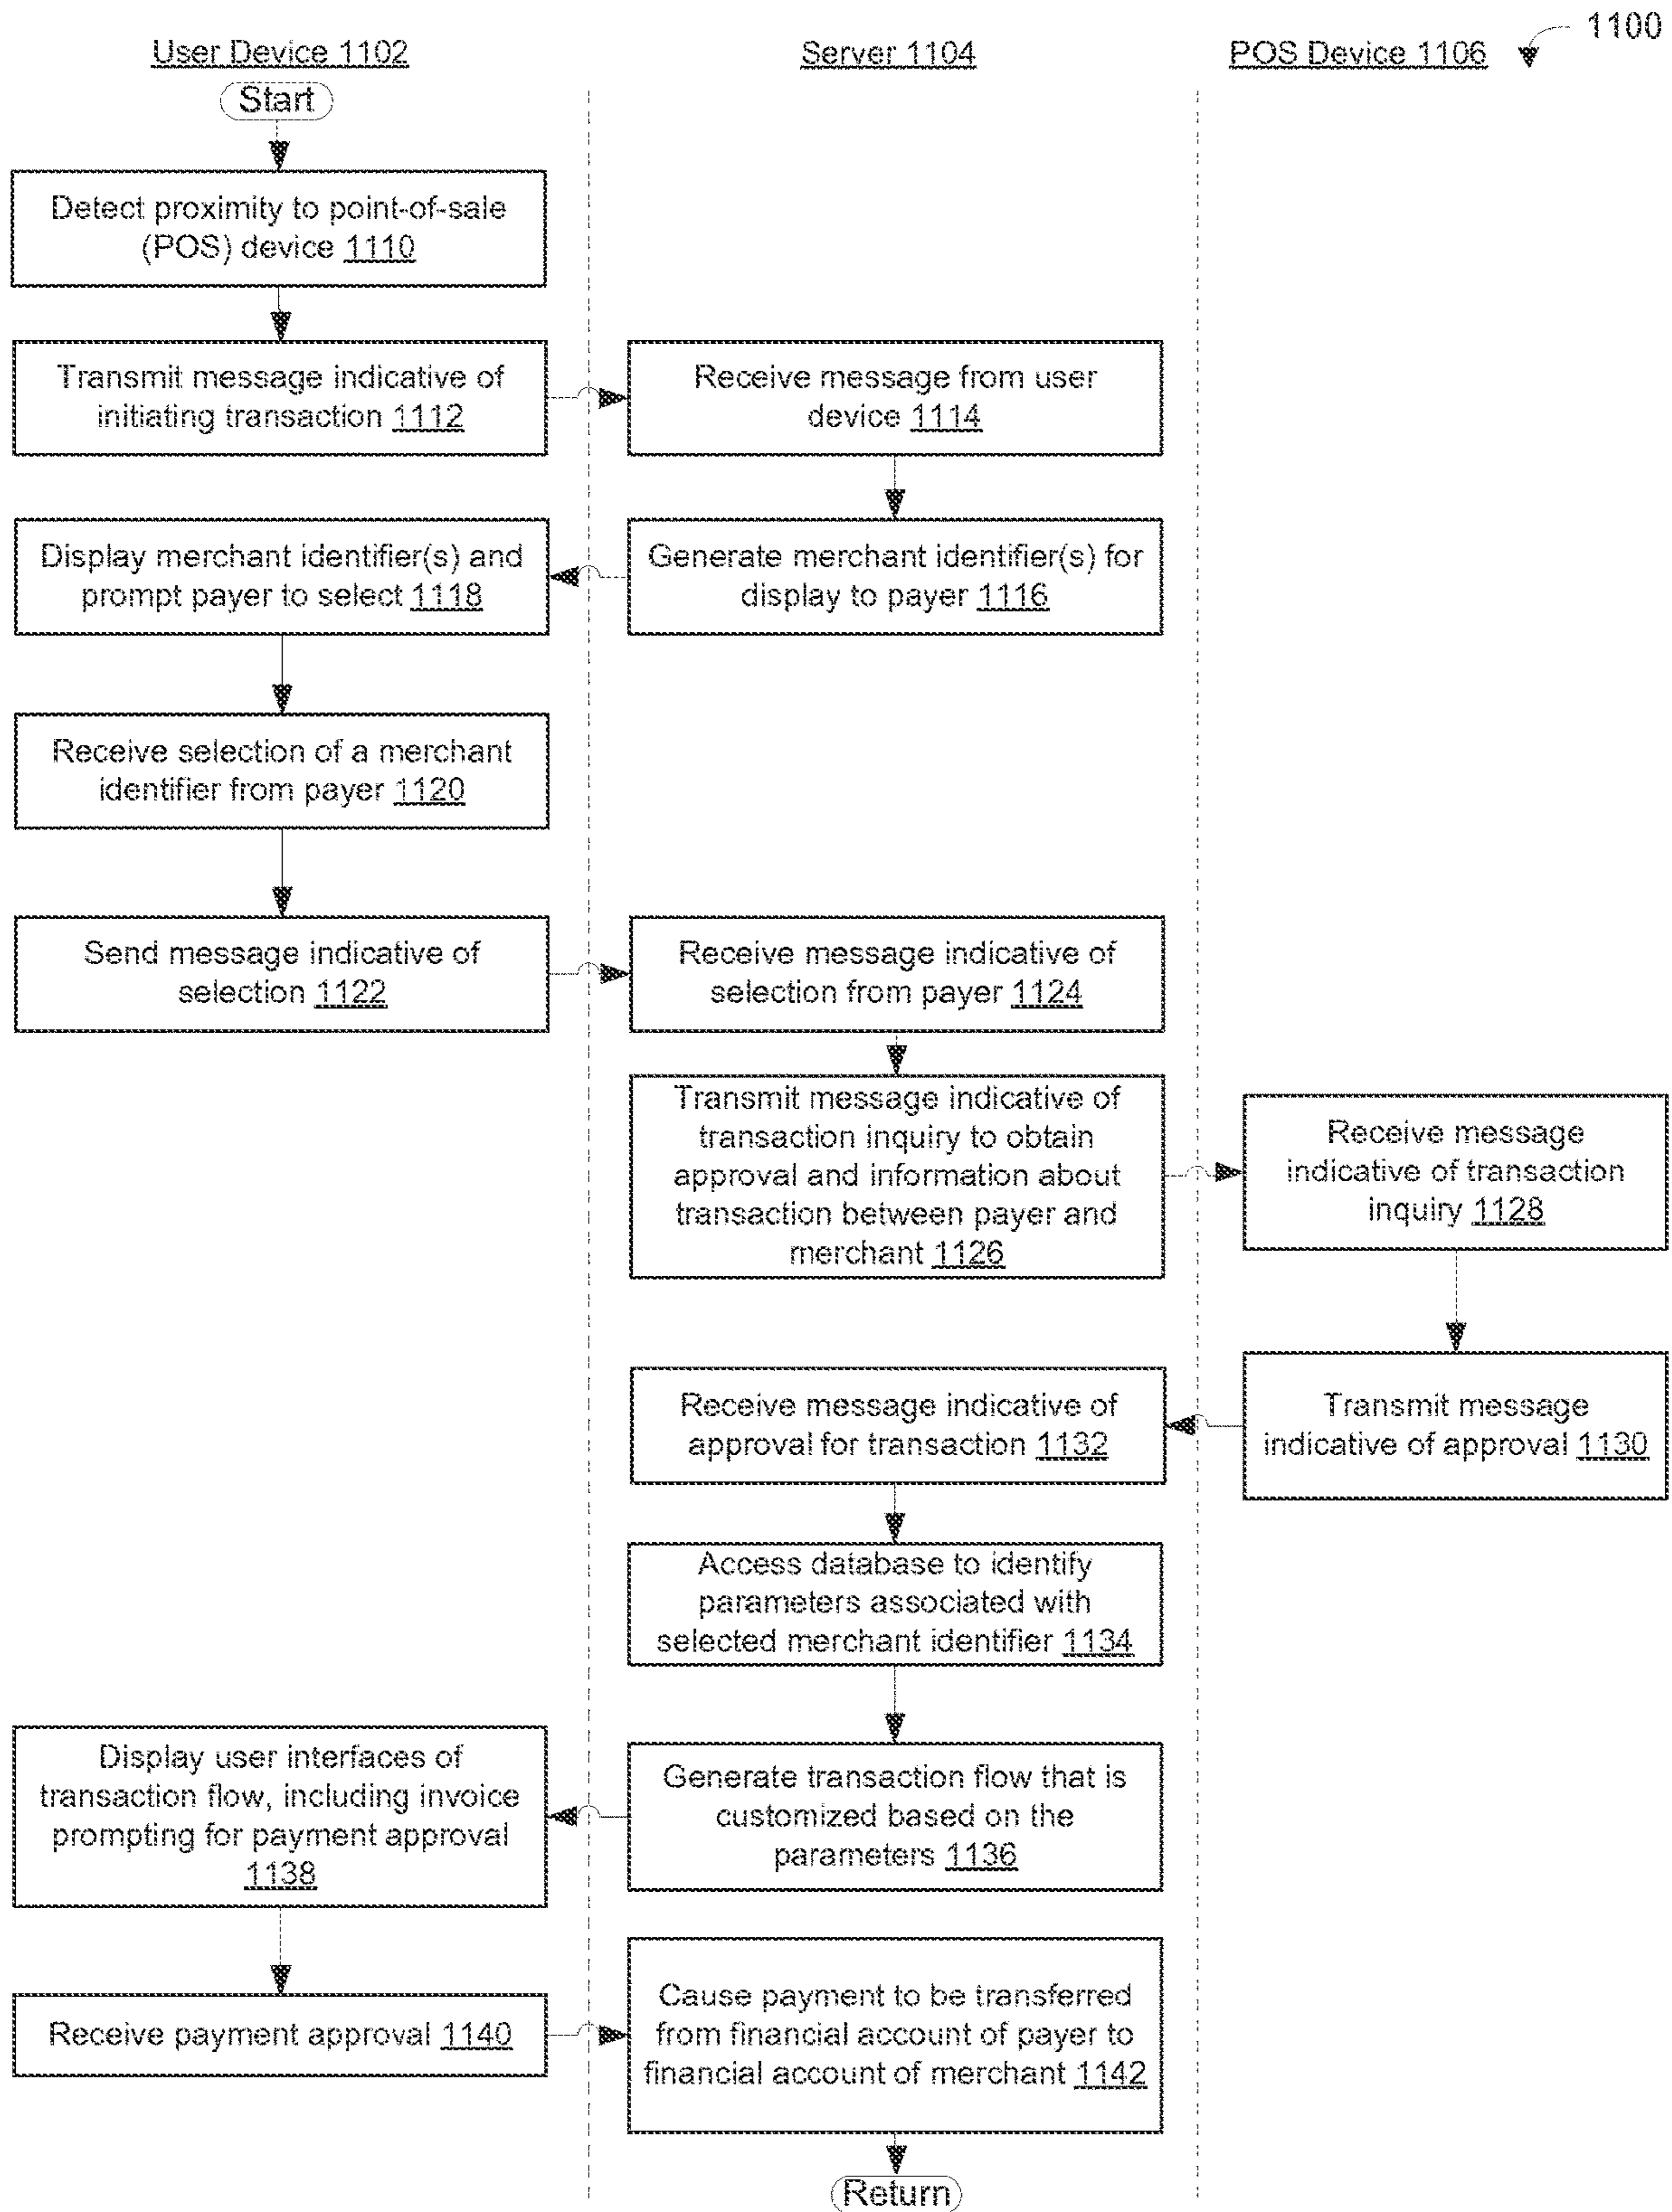 1100
User Device 1102
Server 1104
POS Device 1106
Start
Detect proximity to point-of-sale
(POS) device 1110
Transmit message indicative of
initiating transaction 1112
Receive message from user
device 1114
Display merchant identifier(s) and
prompt payer to select 1118
Generate merchant identifier(s) for
display to payer 1116
Receive selection of a merchant
identifier from payer 1120
Send message indicative of
selection 1122
Receive message indicative of
selection from payer 1124
Transmit message indicative of
transaction inquiry to obtain
approval and information about
transaction between payer and
merchant 1126
Receive message
indicative of transaction
inquiry 1128
Receive message indicative of
approval for transaction 1132
Transmit message
indicative of approval 1130
Access database to identify
parameters associated with
selected merchant identifier 1134
Display user interfaces of
transaction flow, including invoice
prompting for payment approval
1138
Generate transaction flow that is
customized based on the
parameters 1136
Receive payment approval 1140
Cause payment to be transferred
from financial account of payer to
financial account of merchant 1142
Return